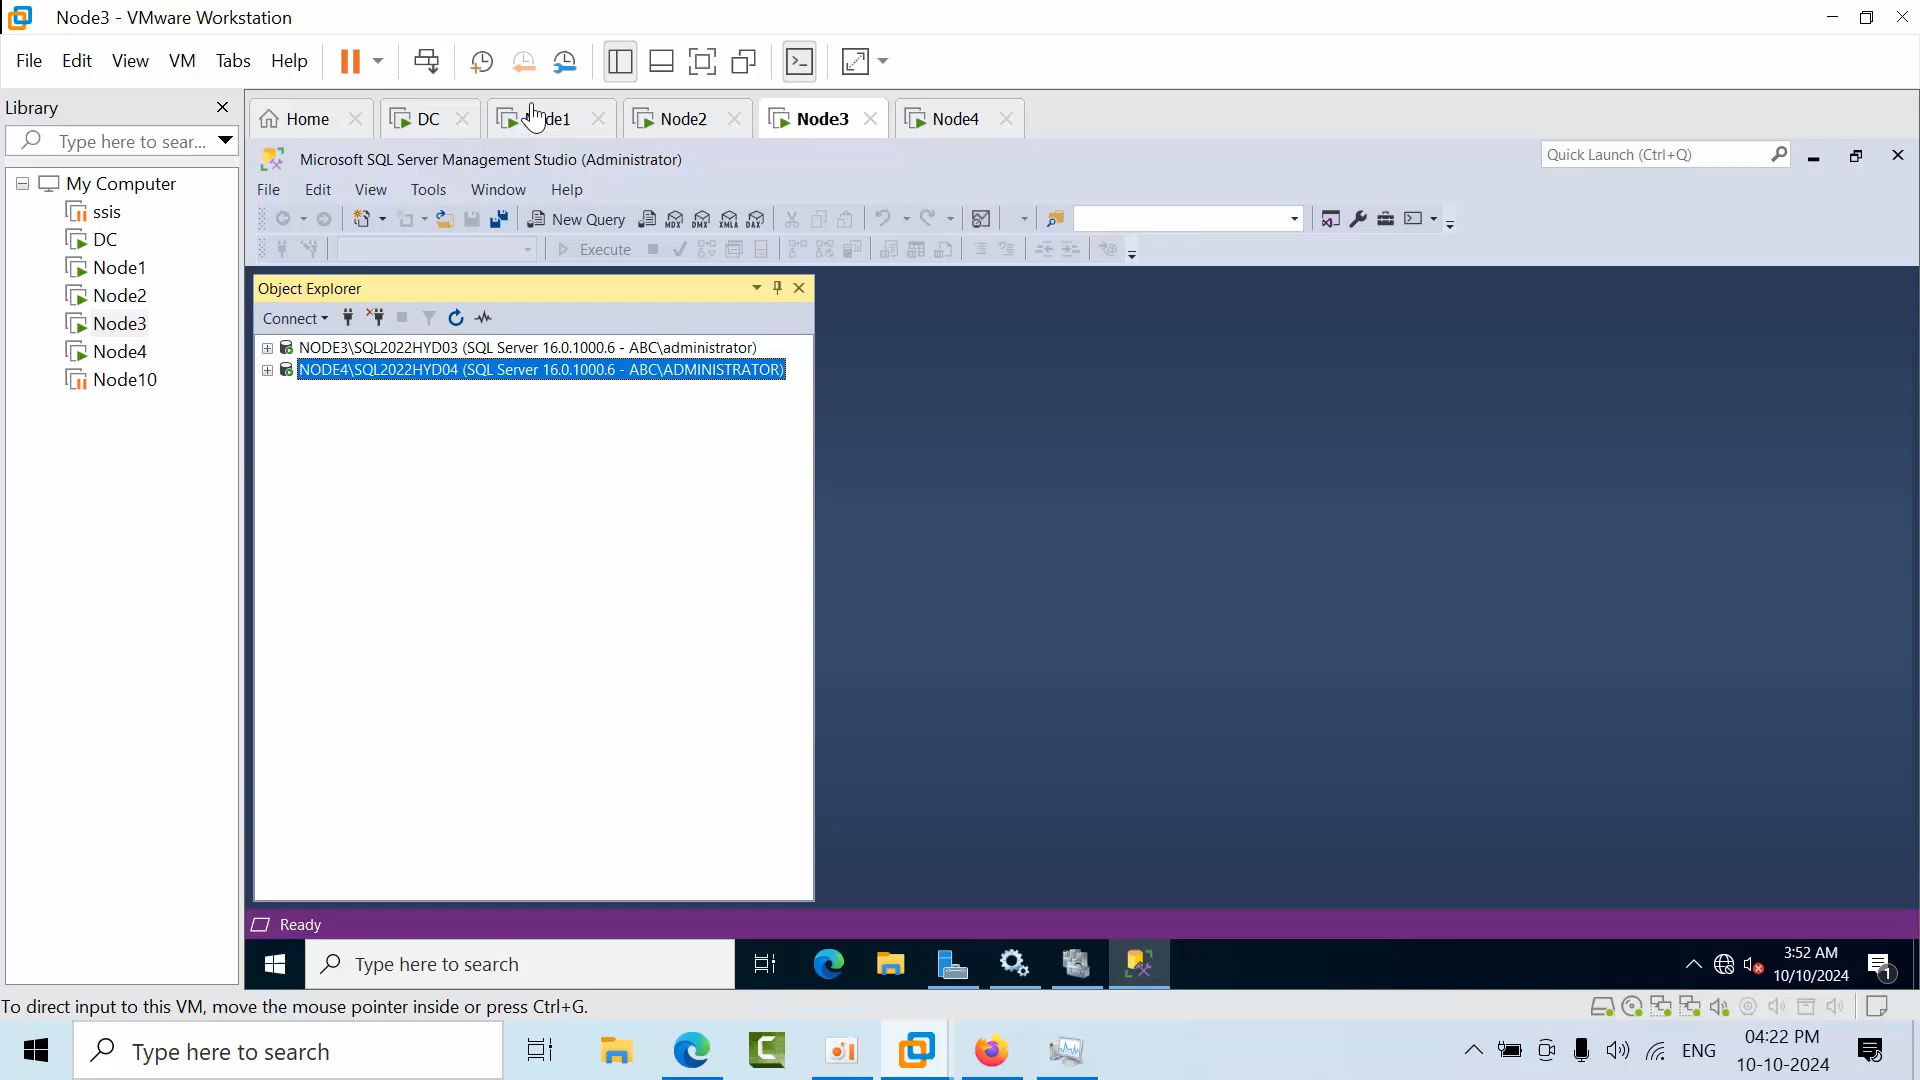 Node3 - VMware Workstation
File Edit View VM Tabs Help
Library
Type here to sear...
My Computer
ssis
DC
Node1
Node2
Node3
Node4
Node10
Home DC de1 Node2 Node3 Node4
Microsoft SQL Server Management Studio (Administrator)
Quick Launch (Ctrl+Q)
File Edit View Tools Window Help
New Query MDX DMX XMLA DAX
Execute
Object Explorer
Connect
NODE3\SQL2022HYD03 (SQL Server 16.0.1000.6 - ABC\administrator)
NODE4\SQL2022HYD04 (SQL Server 16.0.1000.6 - ABC\ADMINISTRATOR)
Ready
Type here to search
3:52 AM
10/10/2024
1
To direct input to this VM, move the mouse pointer inside or press Ctrl+G.
Type here to search
ENG
04:22 PM
10-10-2024